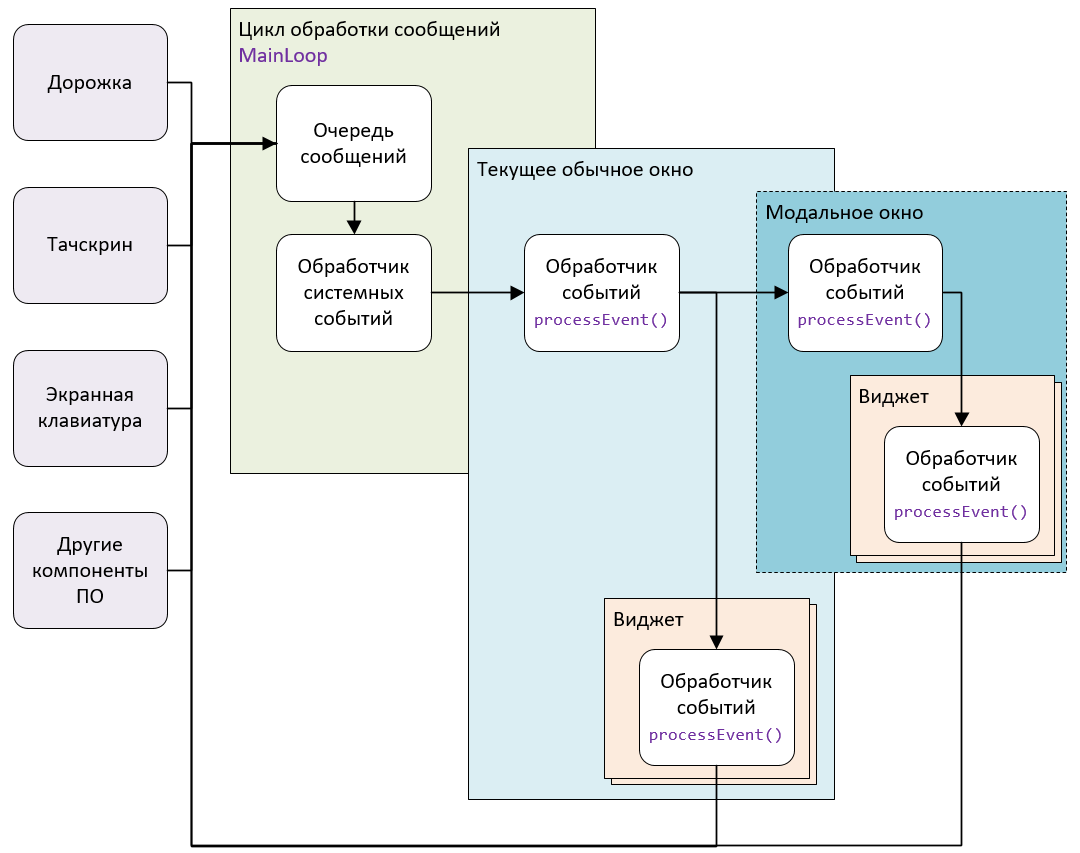 Дорожка
Тачскрин
Экранная
клавиатура
Другие
компоненты
ПО
Цикл обработки сообщений
MainLoop
Очередь
сообщений
Обработчик
системных
событий
Текущее обычное окно
Обработчик
событий
processEvent()
Модальное окно
Обработчик
событий
processEvent()
Виджет
Обработчик
событий
processEvent()
Виджет
Обработчик
событий
processEvent()